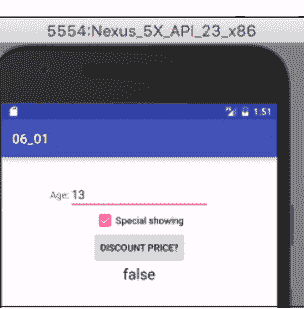 5554:Nexus_5X_API_23_x86
1:51
06_01
Age: 13
Special showing
DISCOUNT PRICE?
false